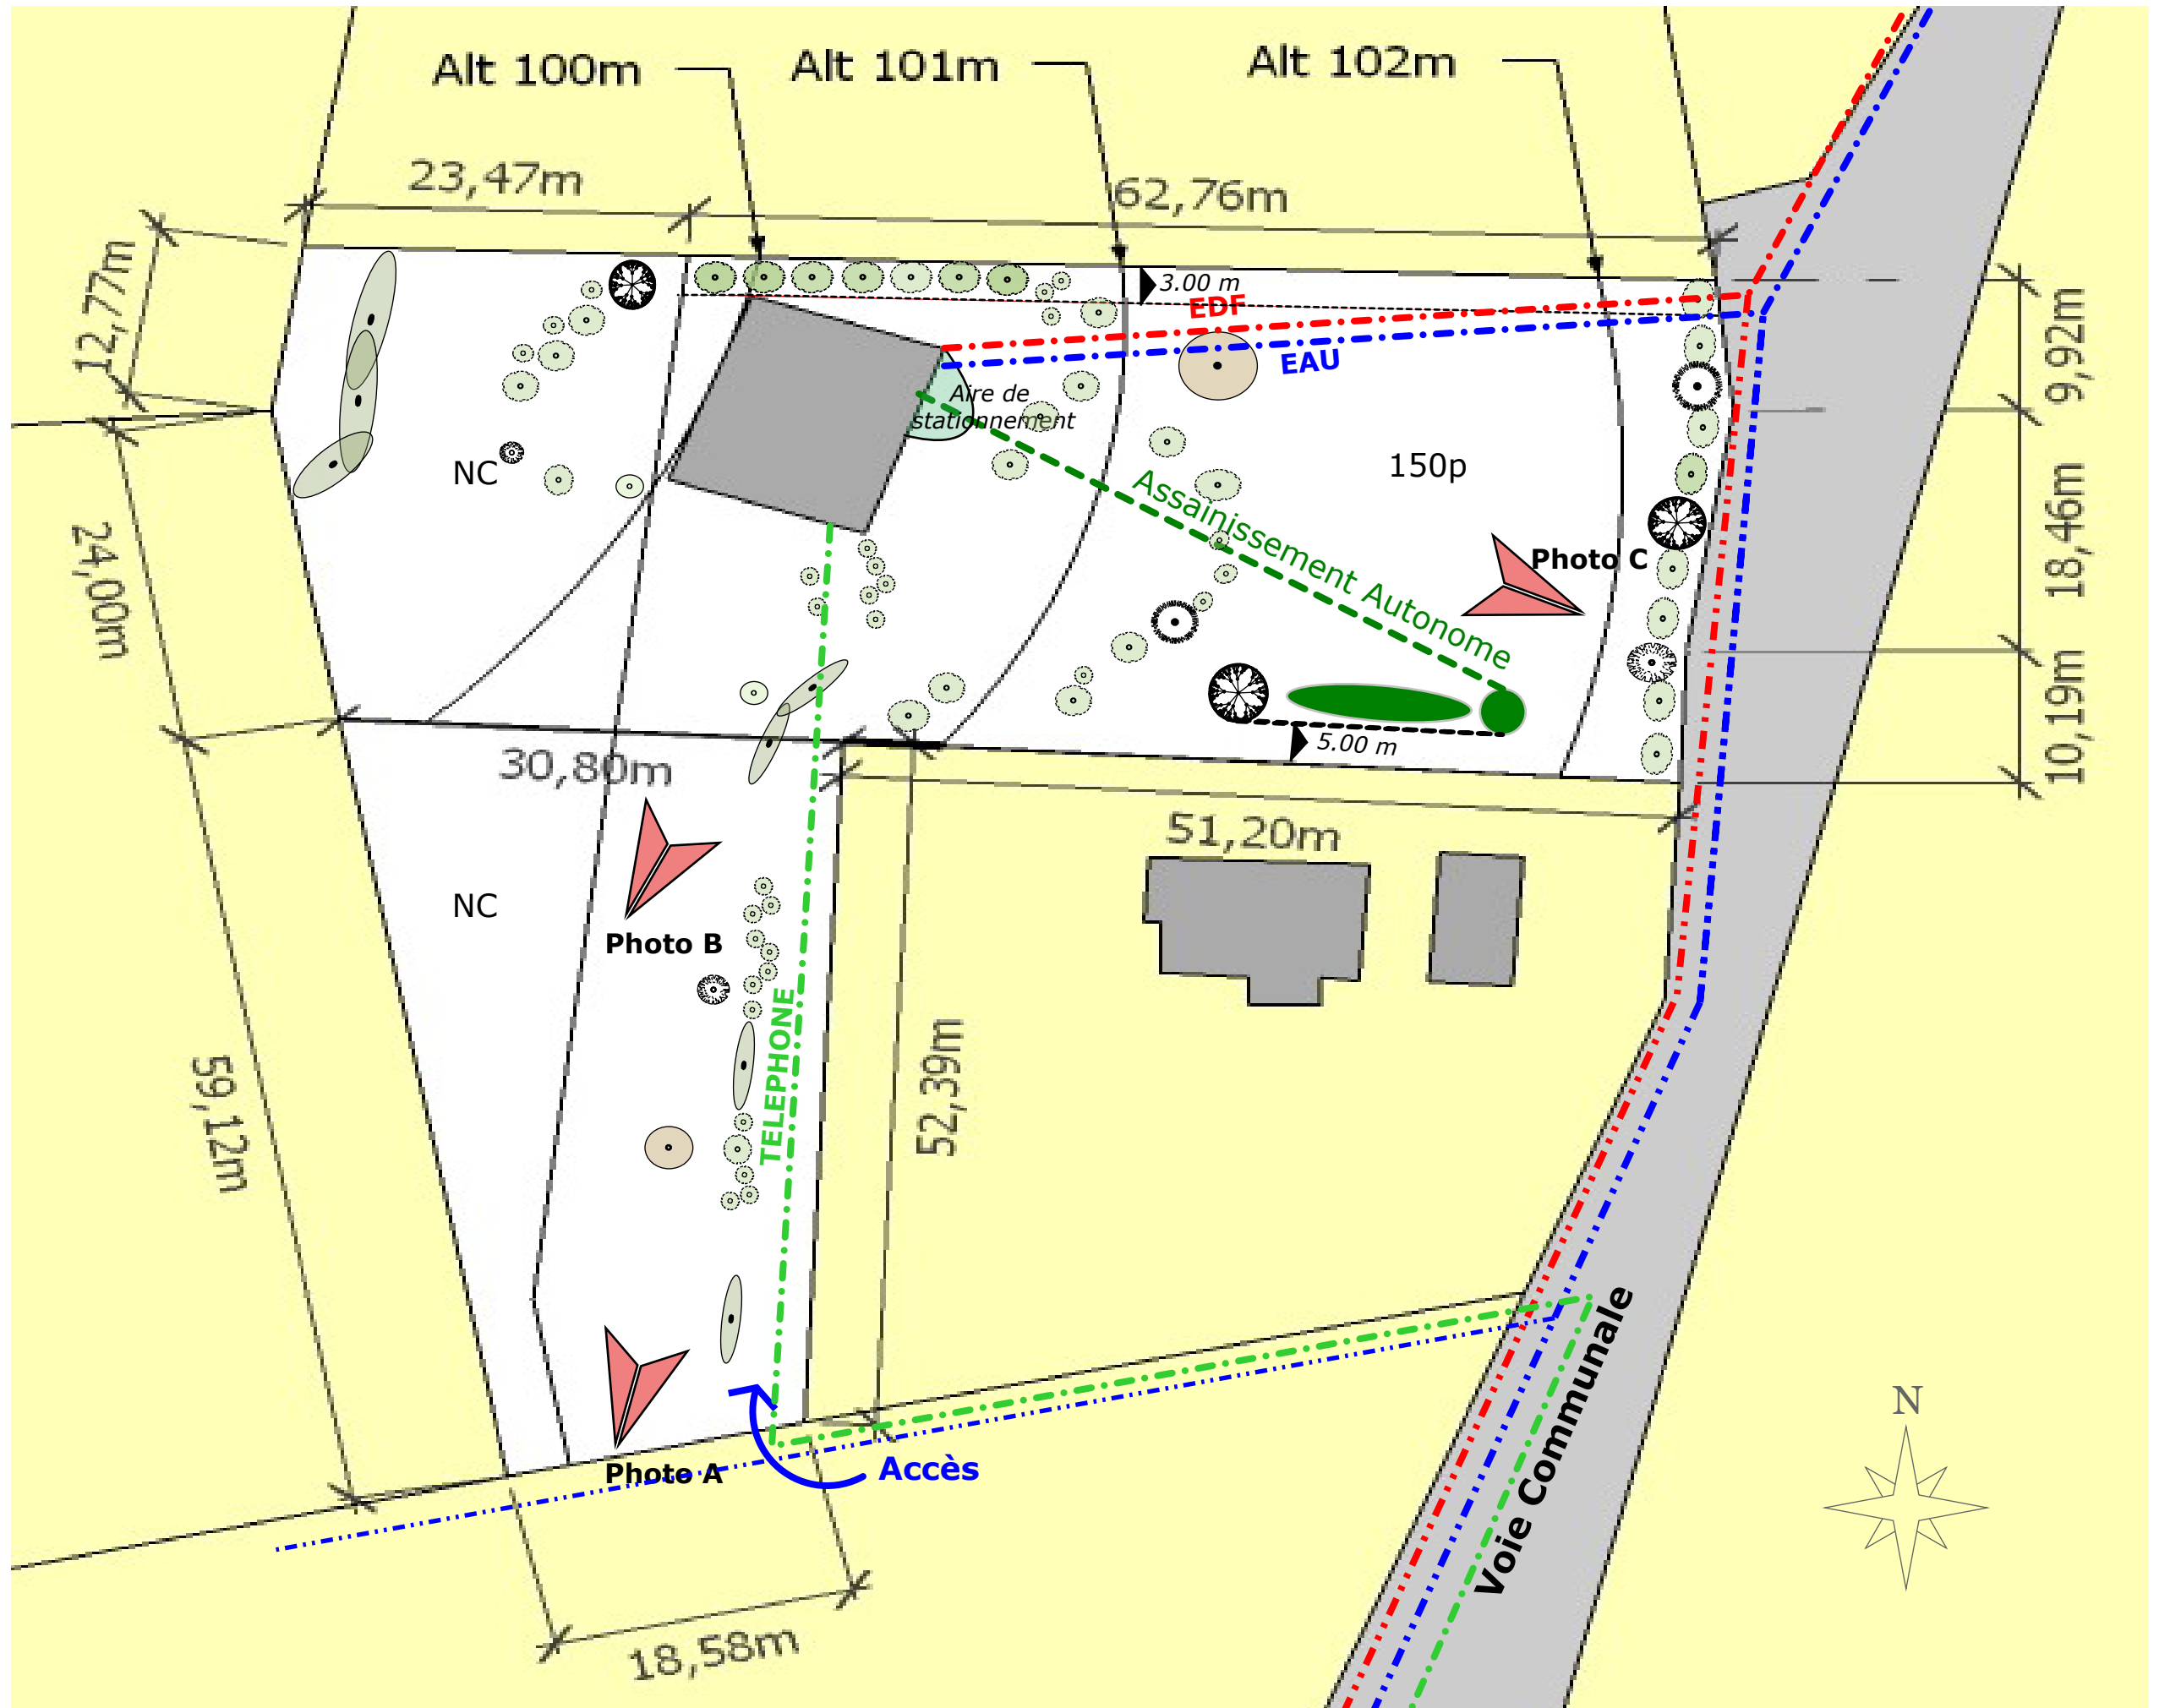 Alt 100m
Alt 101m
Alt 102m
23,47m
62,76m
12,77m
3.00 m
EDF
EAU
9,92m
Aire de
stationnement
NC
150p
Assainissement Autonome
Photo C
18,46m
24,00m
10,19m
5.00 m
30,80m
51,20m
NC
Photo B
TELEPHONE
52,39m
59,12m
Voie Communale
N
Photo A
Accès
18,58m